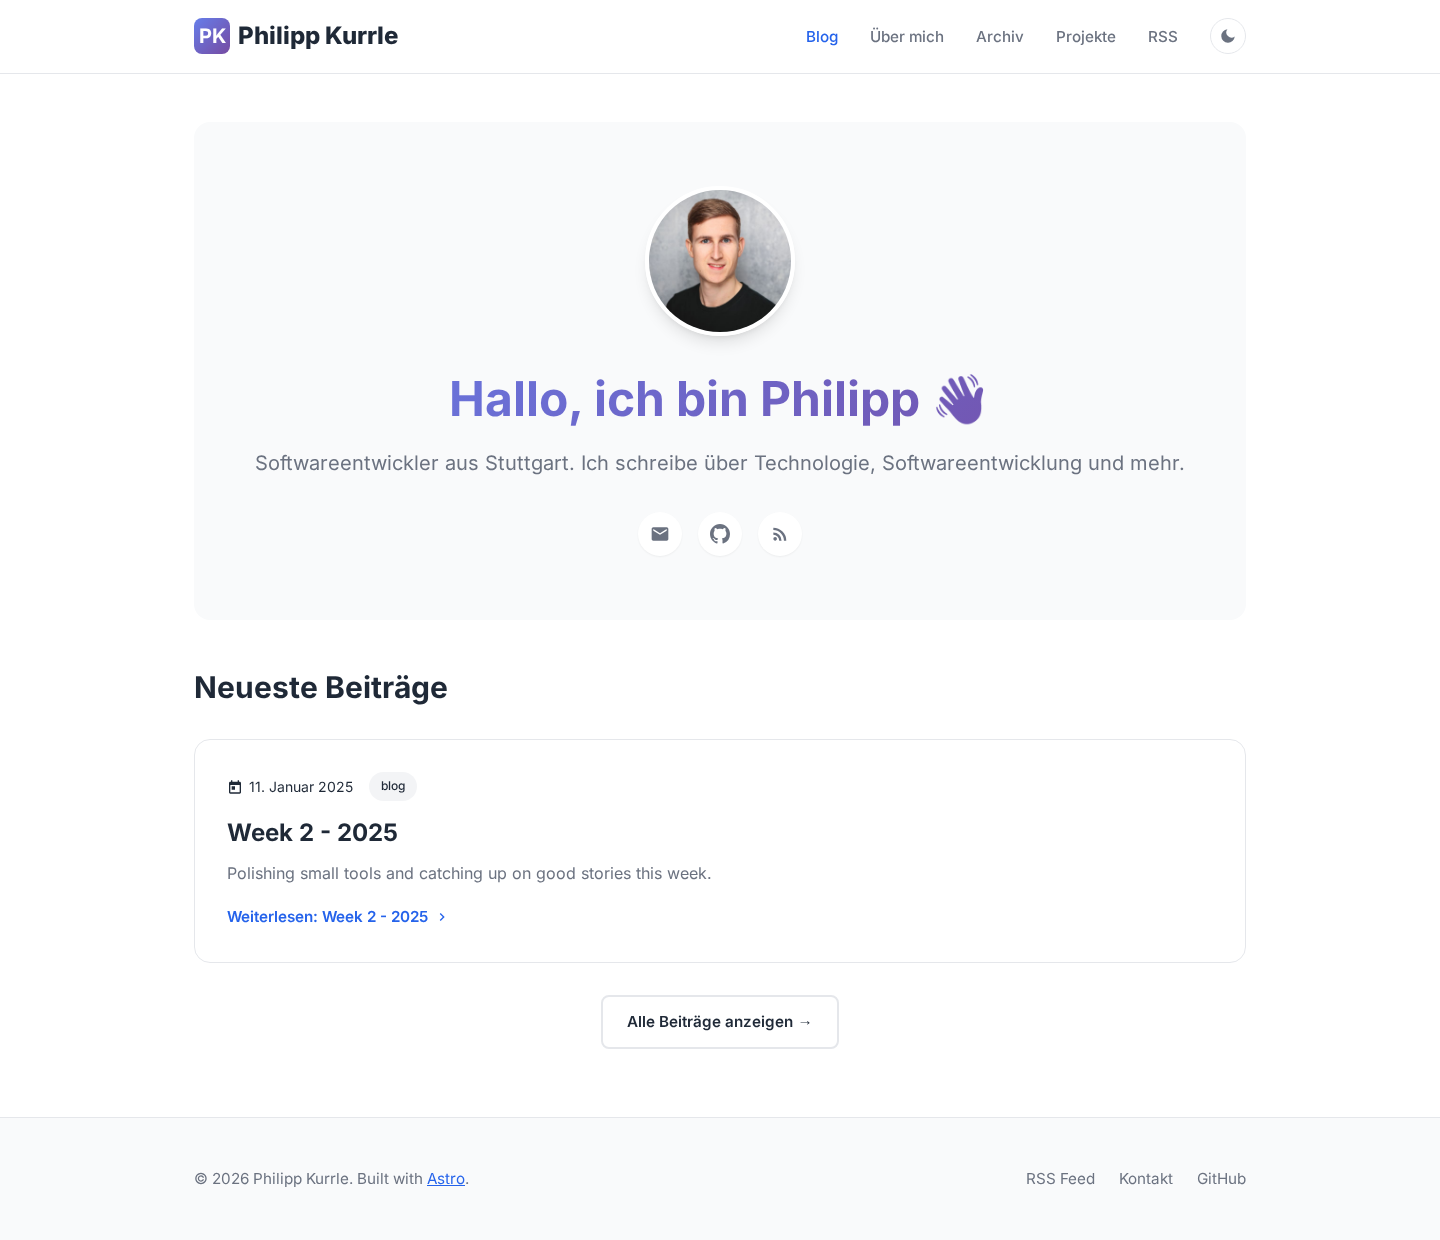 PK Philipp Kurrle
Blog Über mich Archiv Projekte RSS
Hallo, ich bin Philipp 👋
Softwareentwickler aus Stuttgart. Ich schreibe über Technologie, Softwareentwicklung und mehr.
Neueste Beiträge
11. Januar 2025 blog
Week 2 - 2025
Polishing small tools and catching up on good stories this week.
Weiterlesen: Week 2 - 2025
Alle Beiträge anzeigen →
© 2026 Philipp Kurrle. Built with Astro.
RSS Feed Kontakt GitHub